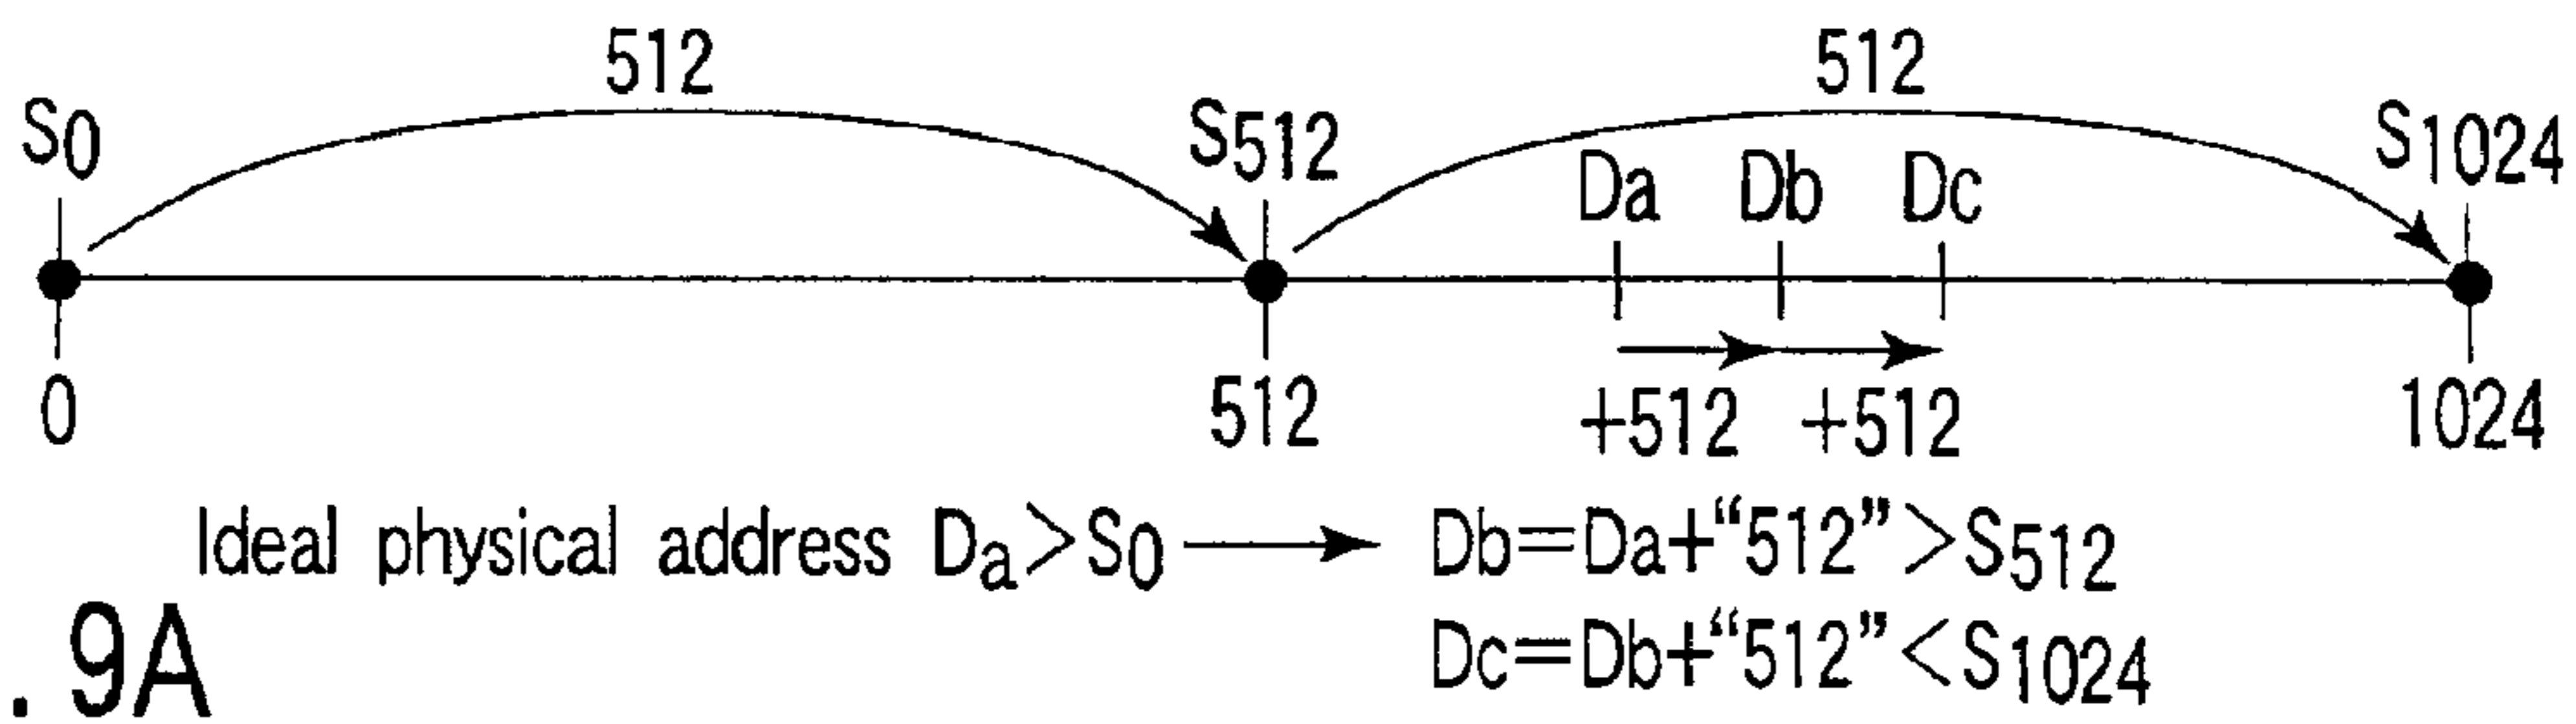 512 512
S0 S512 Da Db Dc S1024
0 512 +512 +512 1024
Ideal physical address Da>S0 Db=Da+“512”>S512
Dc=Db+“512”<S1024
. 9A